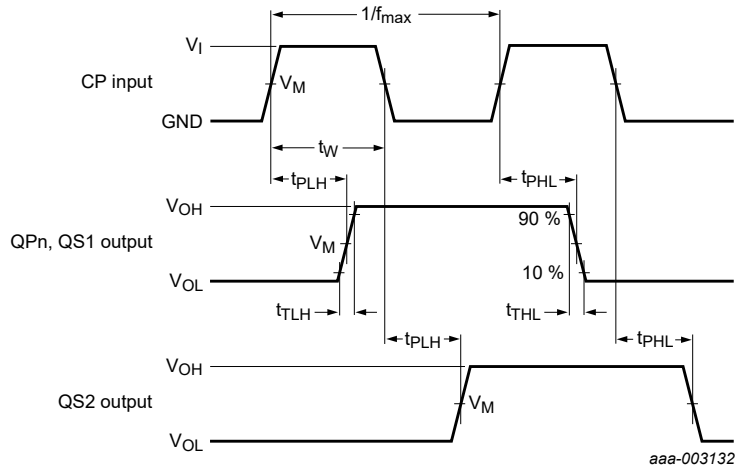 1/fmax
VI
CP input
VM
GND
tW
tPLH
tPHL
VOH
90 %
QPn, QS1 output
VM
10 %
VOL
tTLH
tTHL
tPLH
tPHL
VOH
QS2 output
VM
VOL
aaa-003132